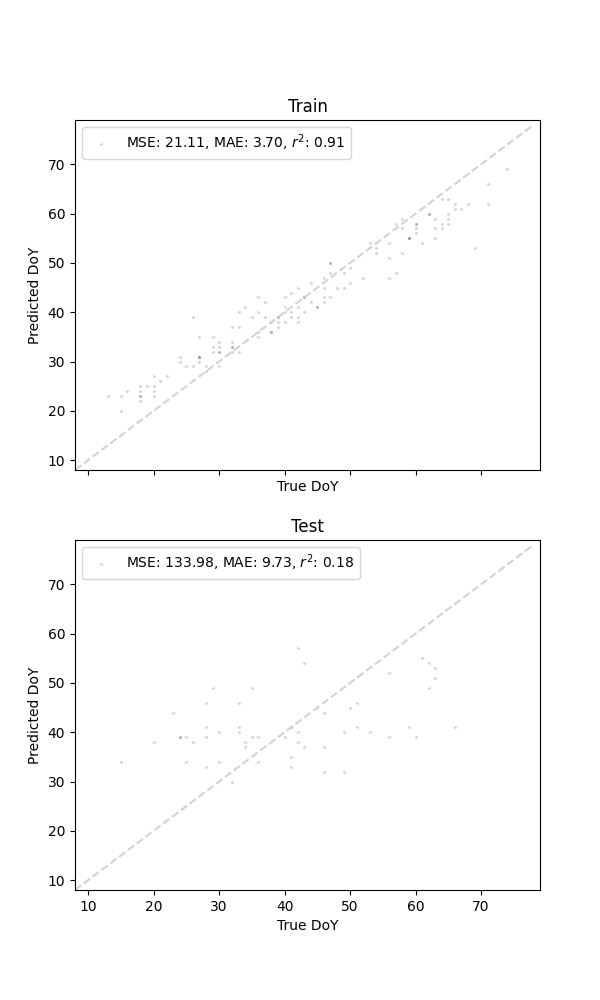 Train
MSE: 21.11, MAE: 3.70, r²: 0.91
70
60
50
40
30
20
10
Predicted DoY
True DoY
Test
MSE: 133.98, MAE: 9.73, r²: 0.18
70
60
50
40
30
20
10
Predicted DoY
10 20 30 40 50 60 70
True DoY